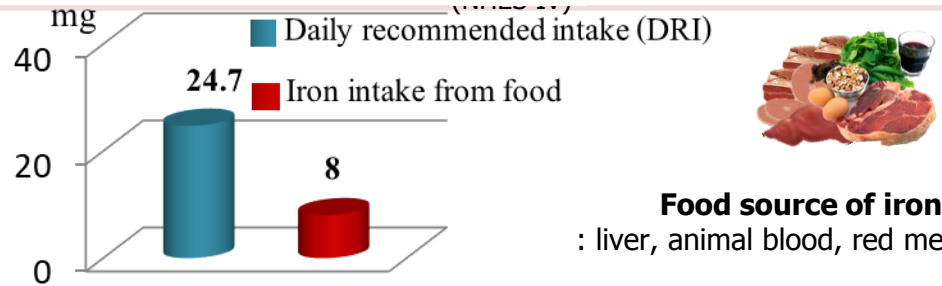 mg
Daily recommended intake (DRI)
40
24.7
Iron intake from food
20
8
0
Food source of iron
: liver, animal blood, red